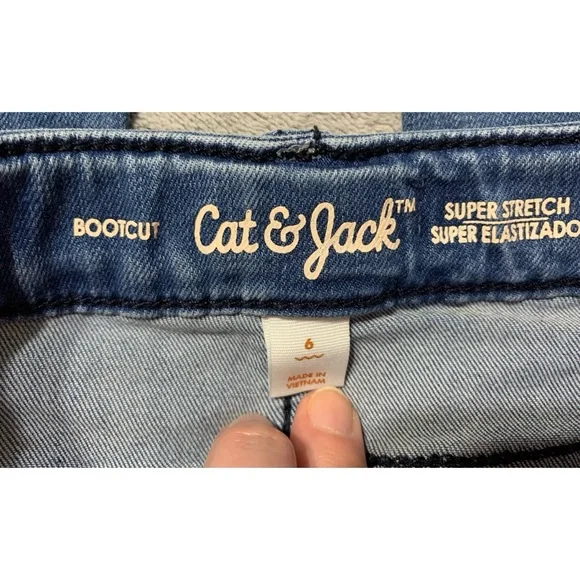 BOOTCUT
Cat & Jack™
SUPER STRETCH
SUPER ELASTIZADO
6
MADE IN
VIETNAM